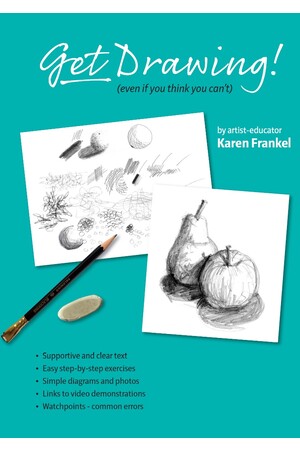 Get Drawing!
(even if you think you can't)
by artist-educator
Karen Frankel
• Supportive and clear text
• Easy step-by-step exercises
• Simple diagrams and photos
• Links to video demonstrations
• Watchpoints - common errors